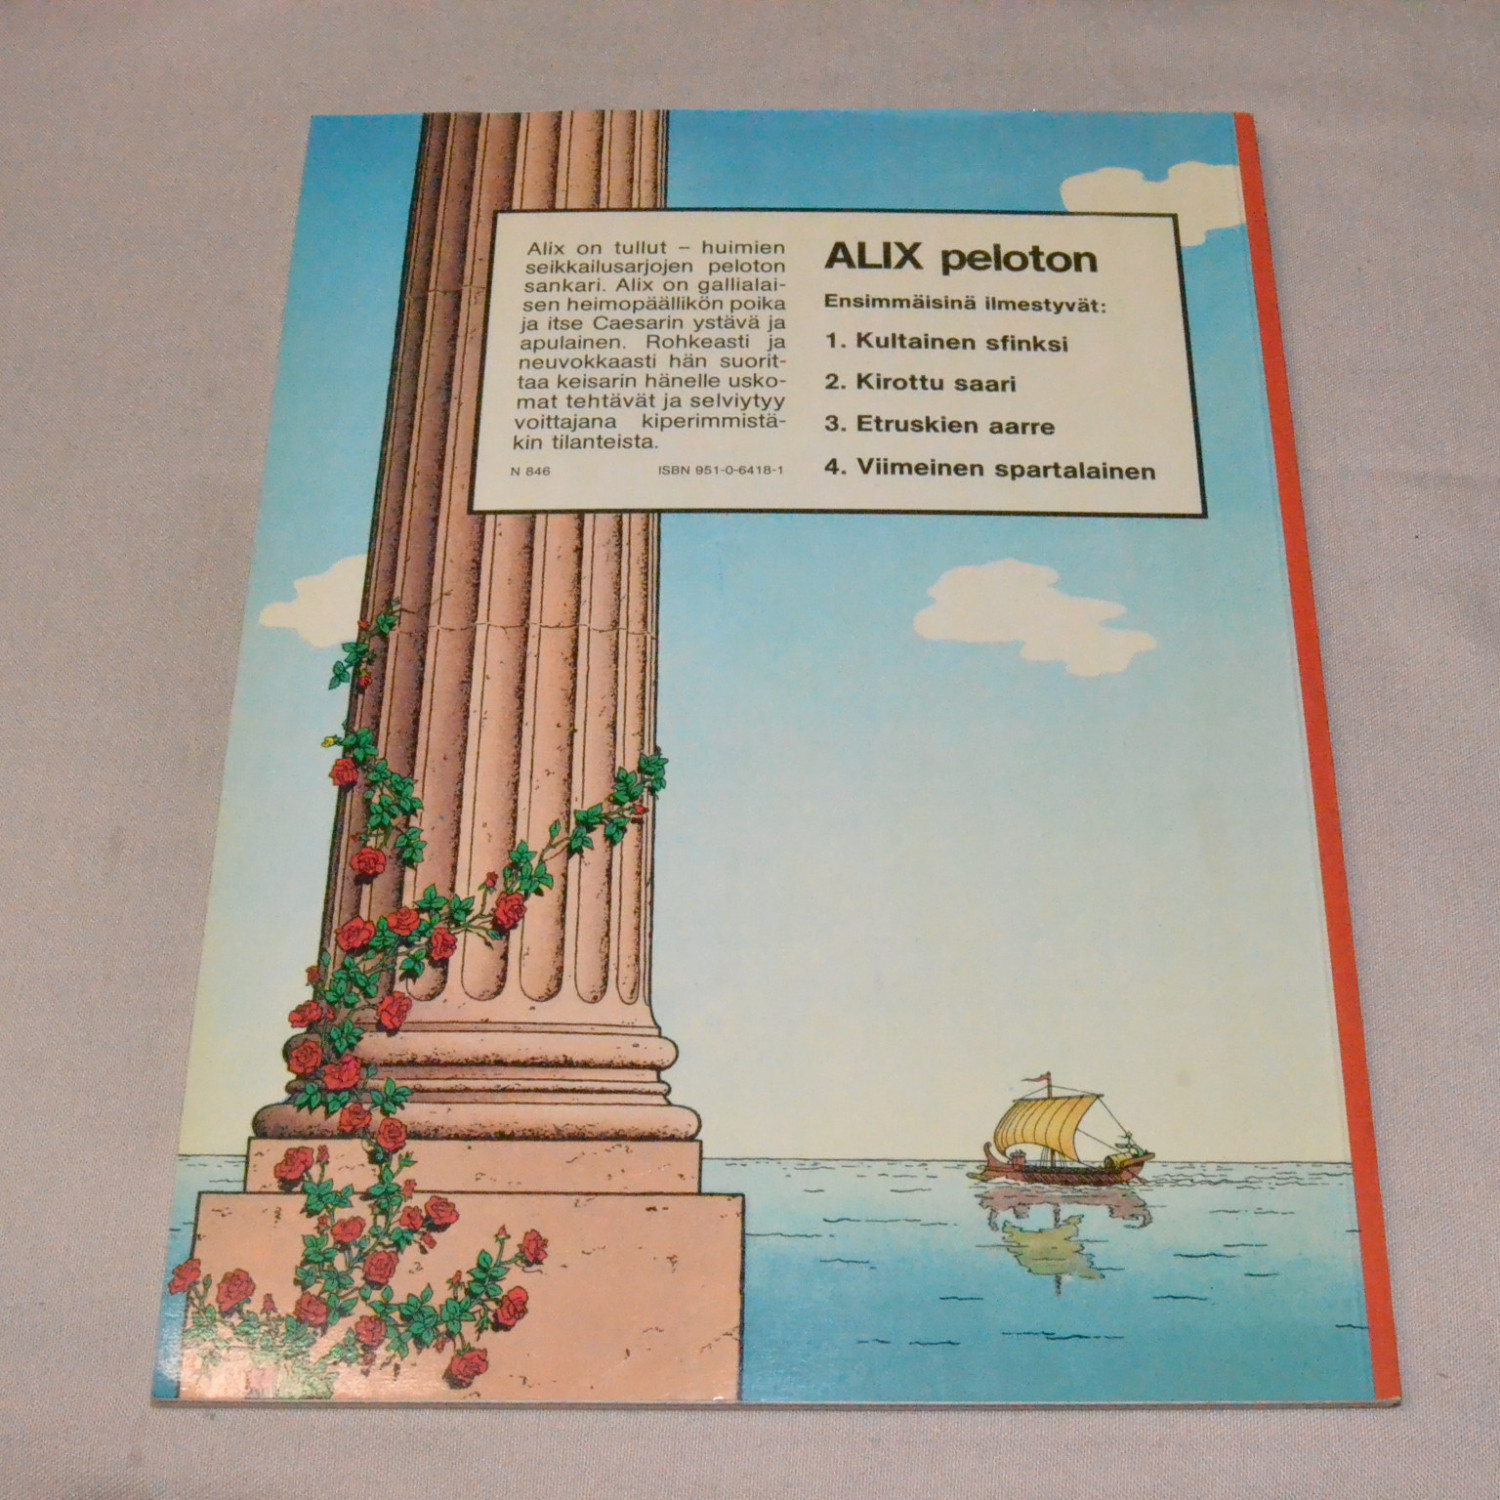 Alix on tullut – huimien
seikkailusarjojen peloton
sankari. Alix on gallialai-
sen heimopäällikön poika
ja itse Caesarin ystävä ja
apulainen. Rohkeasti ja
neuvokkaasti hän suorit-
taa keisarin hänelle usko-
mat tehtävät ja selviytyy
voittajana kiperimmistä-
kin tilanteista.
N 846 ISBN 951-0-6418-1
ALIX peloton
Ensimmäisinä ilmestyvät:
1. Kultainen sfinksi
2. Kirottu saari
3. Etruskien aarre
4. Viimeinen spartalainen